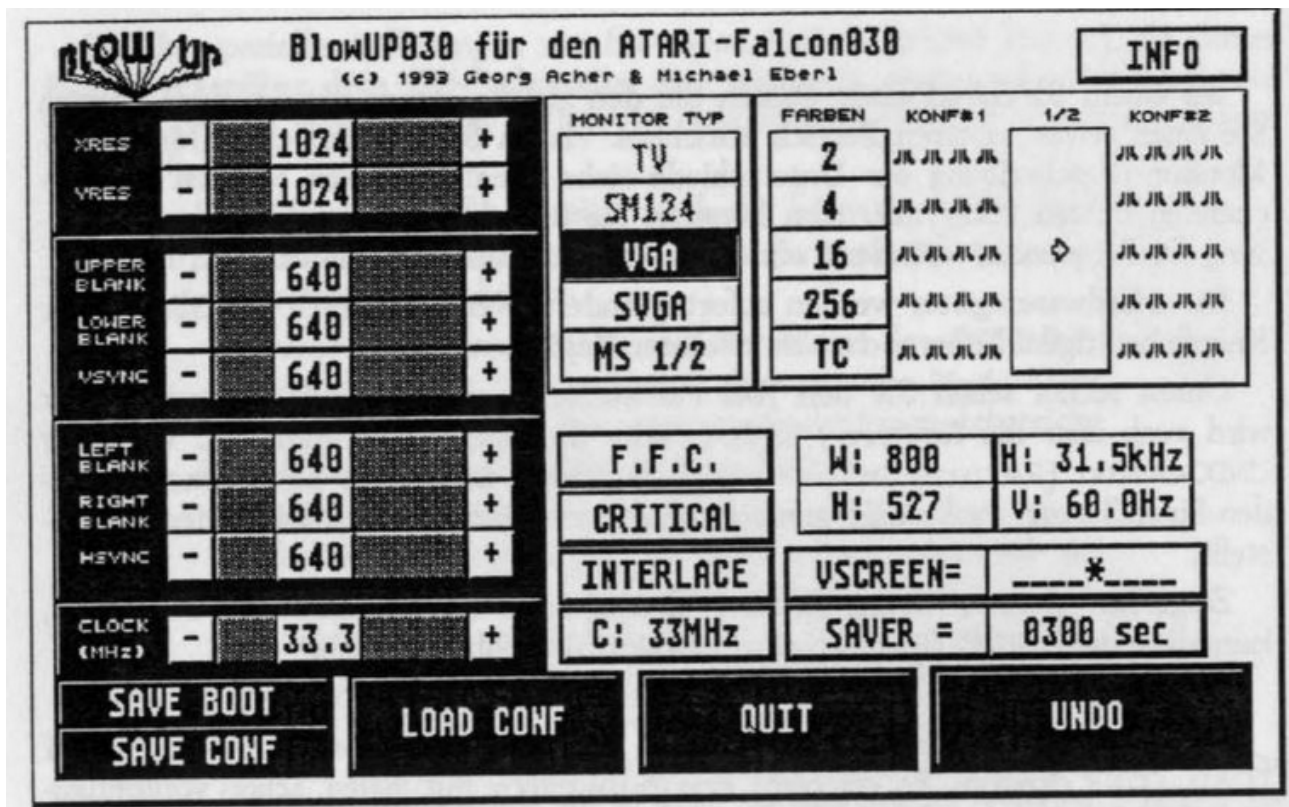 BLOW UP
BlowUP030 für den ATARI-Falcon030
(c) 1993 Georg Acher & Michael Eberl
INFO
XRES - 1024 +
YRES - 1024 +
UPPER BLANK - 640 +
LOWER BLANK - 640 +
VSYNC - 640 +
LEFT BLANK - 640 +
RIGHT BLANK - 640 +
HSYNC - 640 +
CLOCK (MHz) - 33.3 +
MONITOR TYP FARBEN KONF#1 1/2 KONF#2
TV 2
SM124 4
VGA 16
SVGA 256
MS 1/2 TC
F.F.C. W: 800 H: 31.5kHz
CRITICAL H: 527 V: 60.0Hz
INTERLACE VSCREEN= ____*____
C: 33MHz SAVER = 0300 sec
SAVE BOOT
SAVE CONF
LOAD CONF
QUIT
UNDO